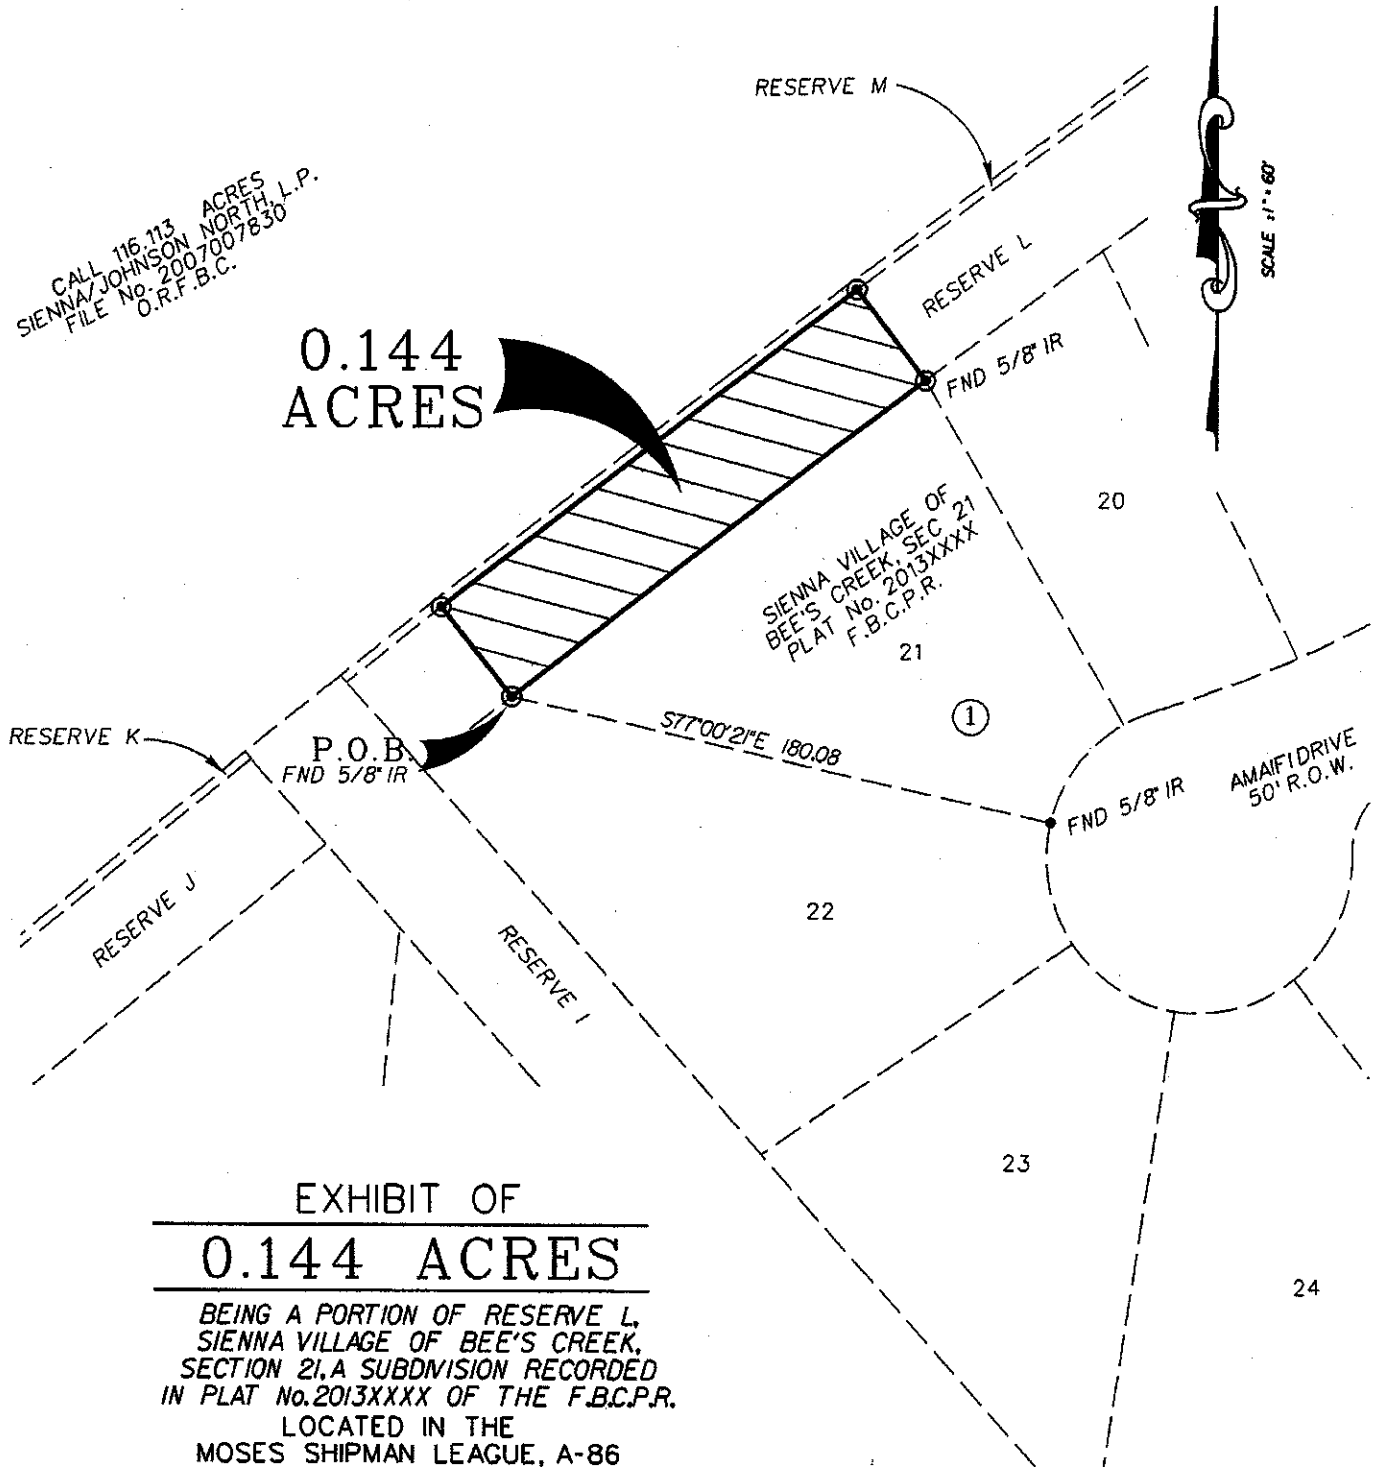 RESERVE M
SCALE :1"=60'
CALL 116.113 ACRES
SIENNA/JOHNSON NORTH, L.P.
FILE No. 2007007830
O.R.F.B.C.
RESERVE L
0.144
ACRES
FND 5/8" IR
20
SIENNA VILLAGE OF
BEE'S CREEK, SEC 21
PLAT No. 2013XXXX
F.B.C.P.R.
21
1
S77°00'21"E 180.08
RESERVE K
P.O.B.
FND 5/8" IR
AMAIFI DRIVE
50' R.O.W.
FND 5/8" IR
RESERVE J
22
RESERVE I
23
24
EXHIBIT OF
0.144 ACRES
BEING A PORTION OF RESERVE L,
SIENNA VILLAGE OF BEE'S CREEK,
SECTION 21, A SUBDIVISION RECORDED
IN PLAT No. 2013XXXX OF THE F.B.C.P.R.
LOCATED IN THE
MOSES SHIPMAN LEAGUE, A-86